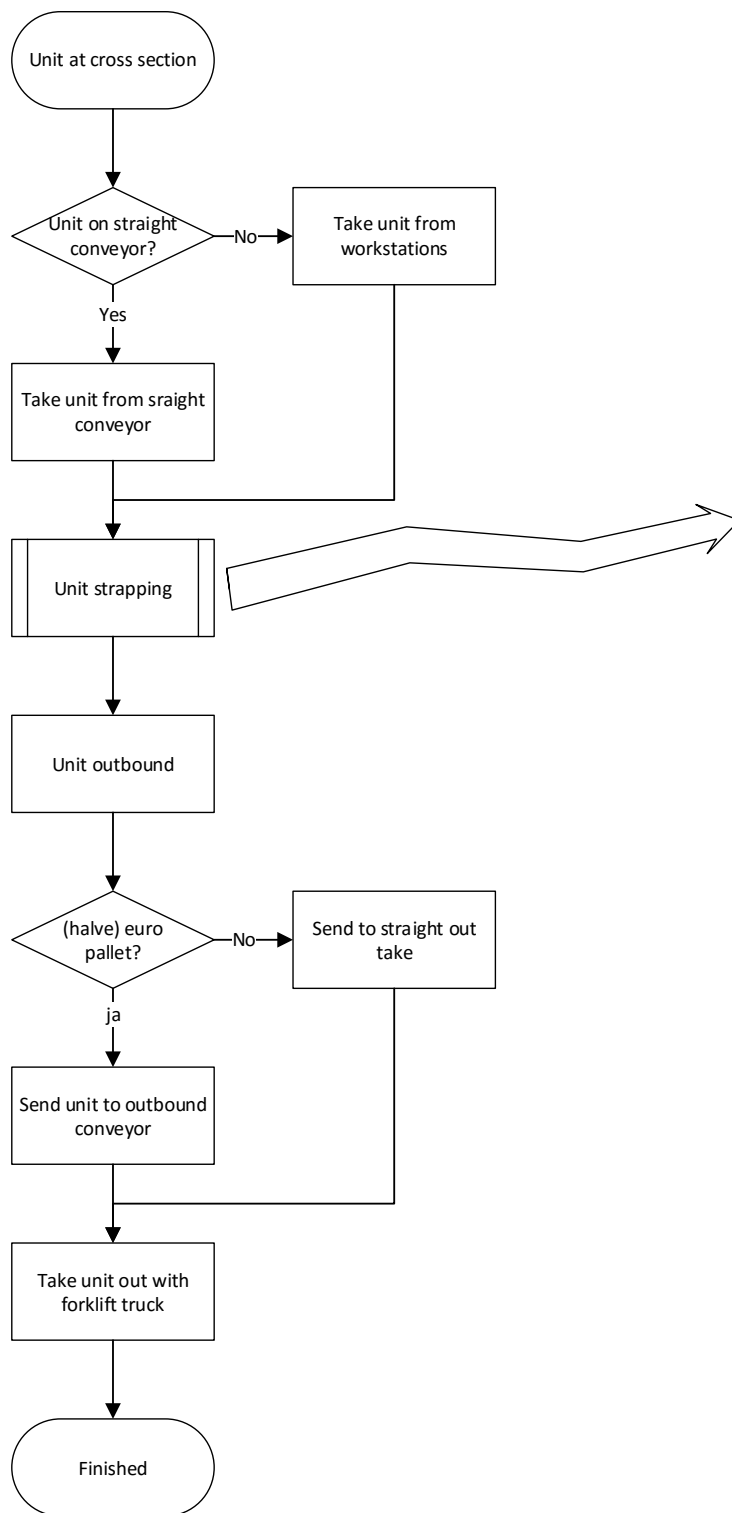 Unit at cross section
Unit on straight
conveyor?
No
Take unit from
workstations
Yes
Take unit from sraight
conveyor
Unit strapping
Unit outbound
(halve) euro
pallet?
No
Send to straight out
take
ja
Send unit to outbound
conveyor
Take unit out with
forklift truck
Finished